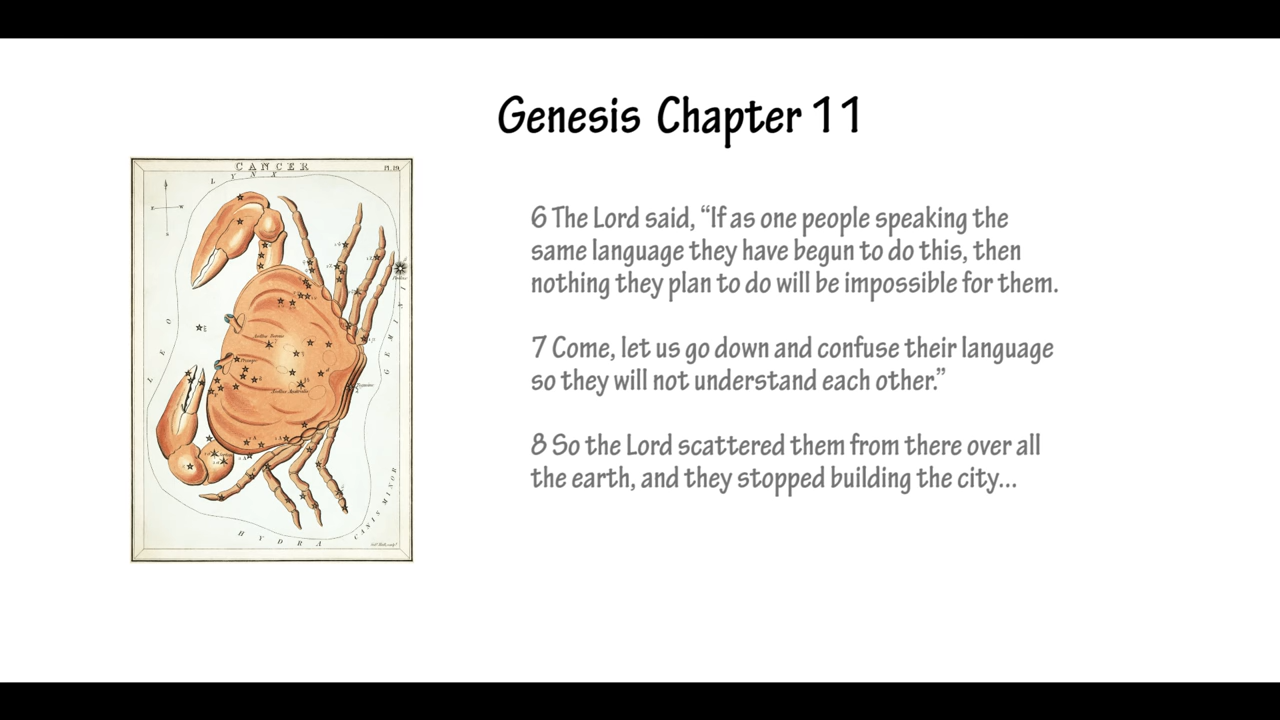 Genesis Chapter 11
CANCER
LYNX
LEO
GEMINI
HYDRA
CANIS MINOR
6 The Lord said, “If as one people speaking the
same language they have begun to do this, then
nothing they plan to do will be impossible for them.
7 Come, let us go down and confuse their language
so they will not understand each other.”
8 So the Lord scattered them from there over all
the earth, and they stopped building the city...